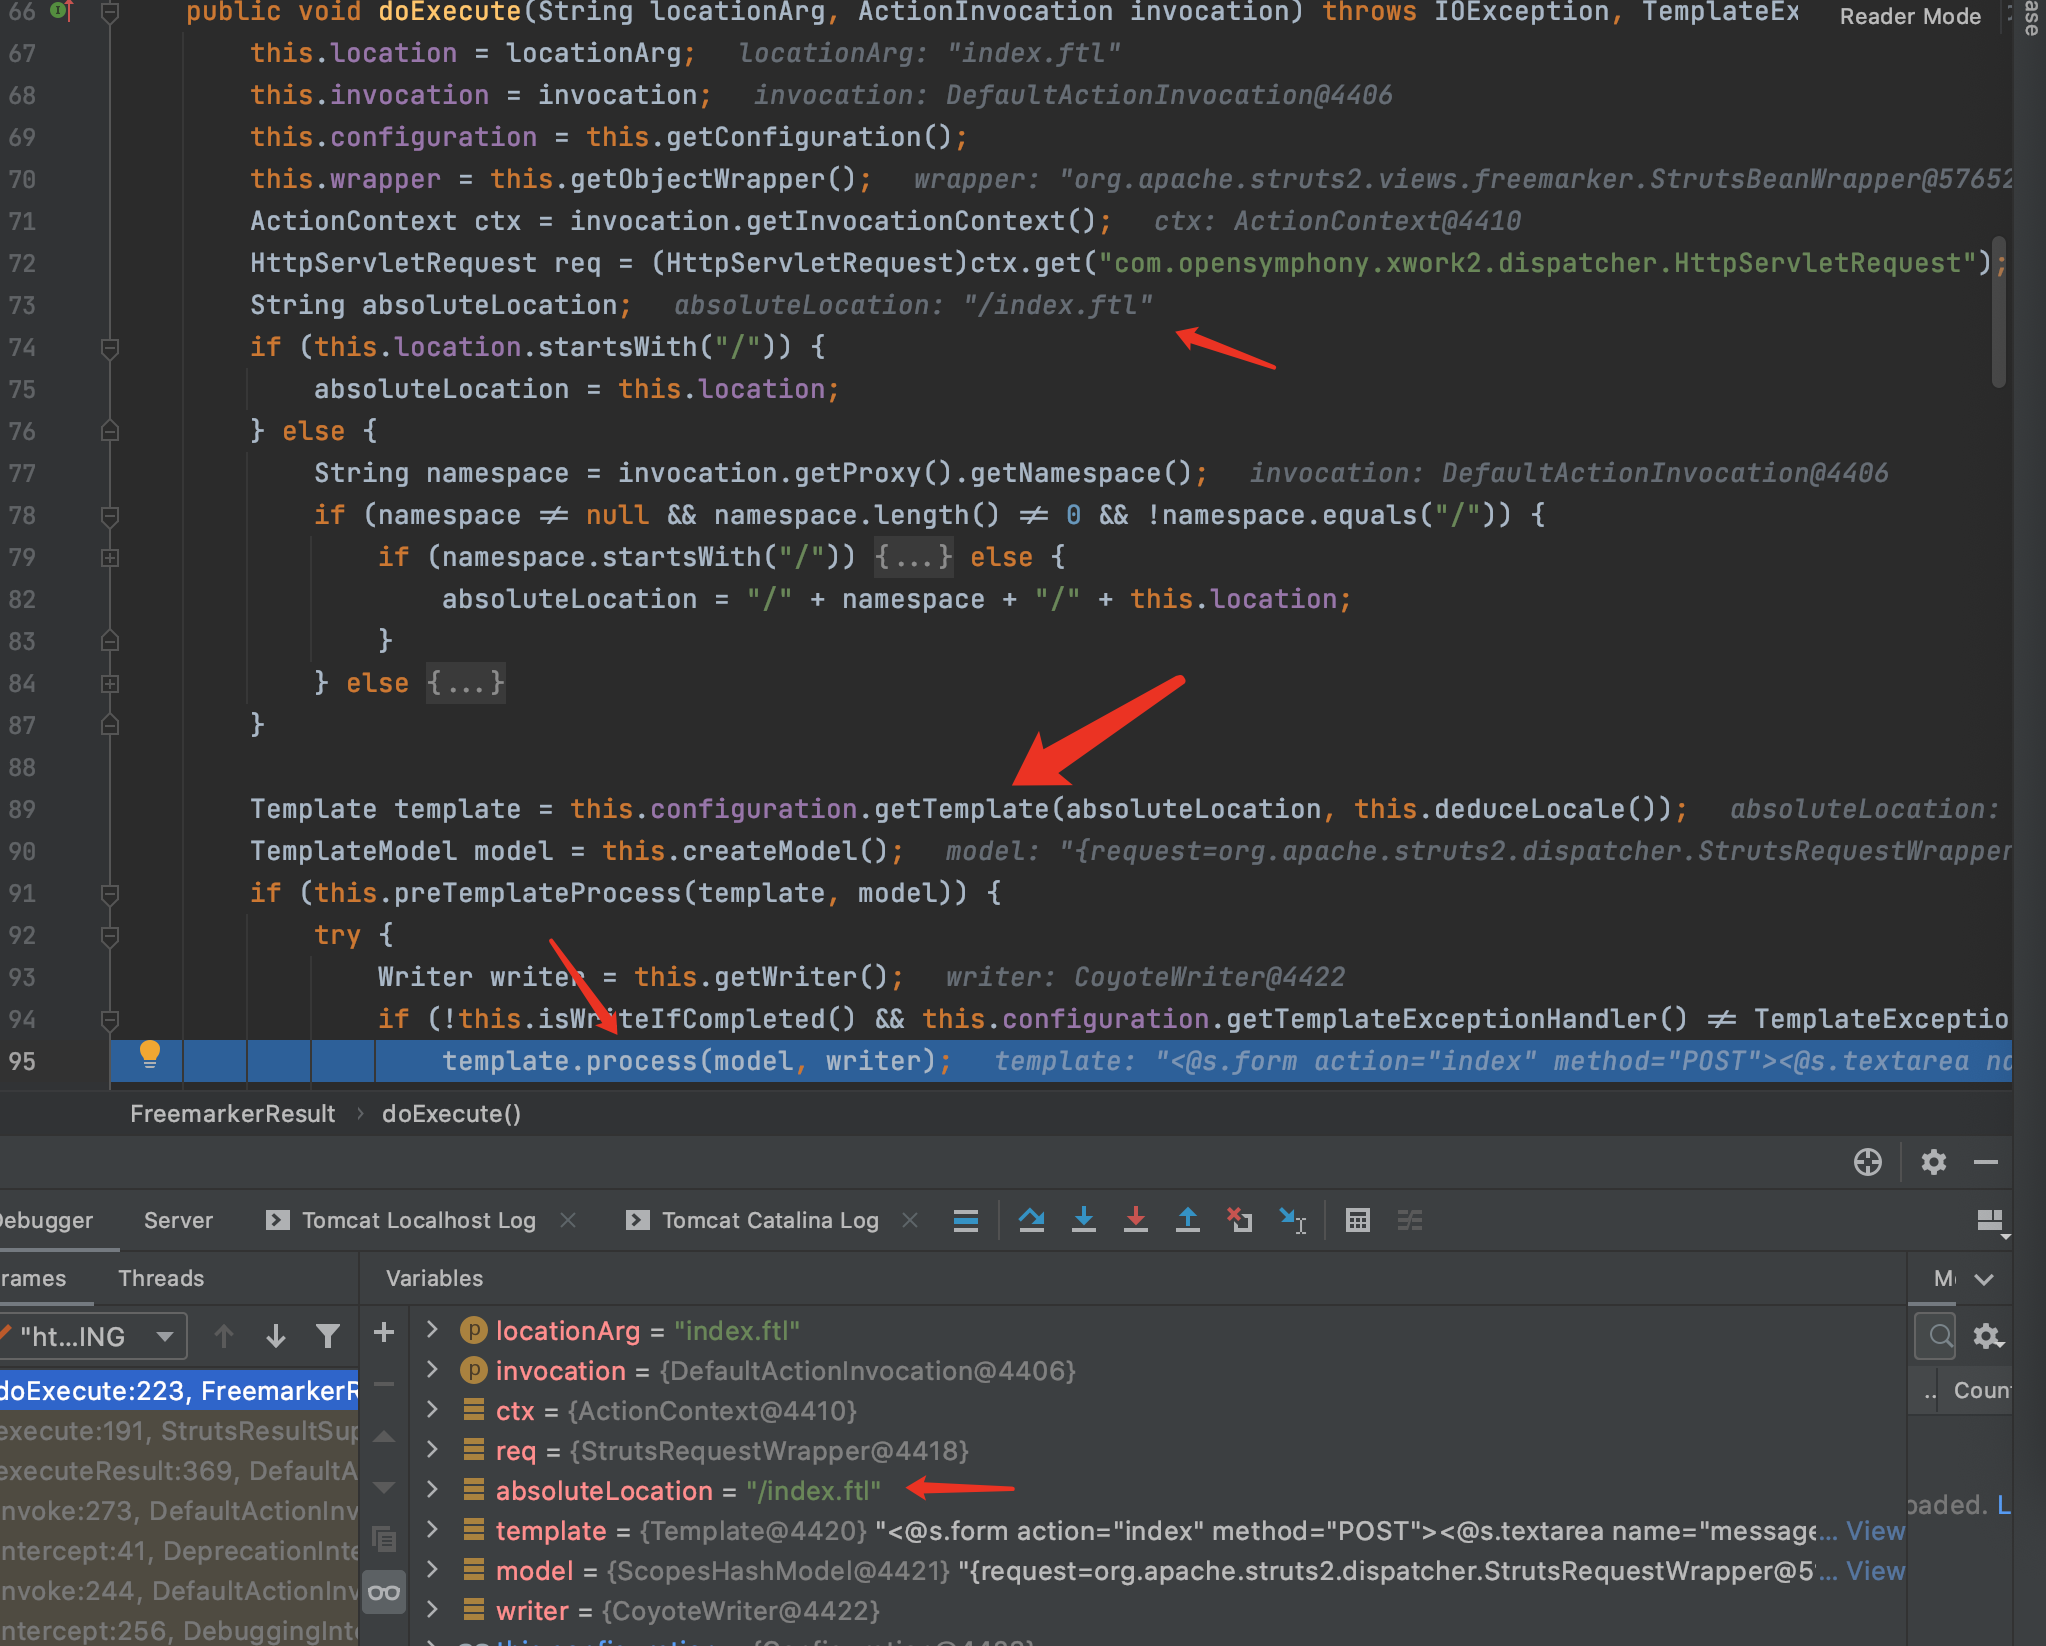 66 public void doExecute(String locationArg, ActionInvocation invocation) throws IOException, TemplateEx Reader Mode
67 this.location = locationArg; locationArg: "index.ftl"
68 this.invocation = invocation; invocation: DefaultActionInvocation@4406
69 this.configuration = this.getConfiguration();
70 this.wrapper = this.getObjectWrapper(); wrapper: "org.apache.struts2.views.freemarker.StrutsBeanWrapper@57652
71 ActionContext ctx = invocation.getInvocationContext(); ctx: ActionContext@4410
72 HttpServletRequest req = (HttpServletRequest)ctx.get("com.opensymphony.xwork2.dispatcher.HttpServletRequest");
73 String absoluteLocation; absoluteLocation: "/index.ftl"
74 if (this.location.startsWith("/")) {
75 absoluteLocation = this.location;
76 } else {
77 String namespace = invocation.getProxy().getNamespace(); invocation: DefaultActionInvocation@4406
78 if (namespace ≠ null && namespace.length() ≠ 0 && !namespace.equals("/")) {
79 if (namespace.startsWith("/")) {...} else {
82 absoluteLocation = "/" + namespace + "/" + this.location;
83 }
84 } else {...}
87 }
88
89 Template template = this.configuration.getTemplate(absoluteLocation, this.deduceLocale()); absoluteLocation:
90 TemplateModel model = this.createModel(); model: "{request=org.apache.struts2.dispatcher.StrutsRequestWrapper
91 if (this.preTemplateProcess(template, model)) {
92 try {
93 Writer writer = this.getWriter(); writer: CoyoteWriter@4422
94 if (!this.isWriteIfCompleted() && this.configuration.getTemplateExceptionHandler() ≠ TemplateExceptio
95 template.process(model, writer); template: "<@s.form action="index" method="POST"><@s.textarea na
FreemarkerResult › doExecute()
ebugger Server Tomcat Localhost Log Tomcat Catalina Log
rames Threads Variables M
"ht...ING
locationArg = "index.ftl"
invocation = {DefaultActionInvocation@4406}
doExecute:223, FreemarkerR ctx = {ActionContext@4410} .. Coun
execute:191, StrutsResultSup req = {StrutsRequestWrapper@4418}
executeResult:369, DefaultA absoluteLocation = "/index.ftl"
nvoke:273, DefaultActionInv template = {Template@4420} "<@s.form action="index" method="POST"><@s.textarea name="message... View oaded. L
ntercept:41, DeprecationInte model = {ScopesHashModel@4421} "{request=org.apache.struts2.dispatcher.StrutsRequestWrapper@5... View
nvoke:244, DefaultActionInv writer = {CoyoteWriter@4422}
ntercept:256, DebuggingInte